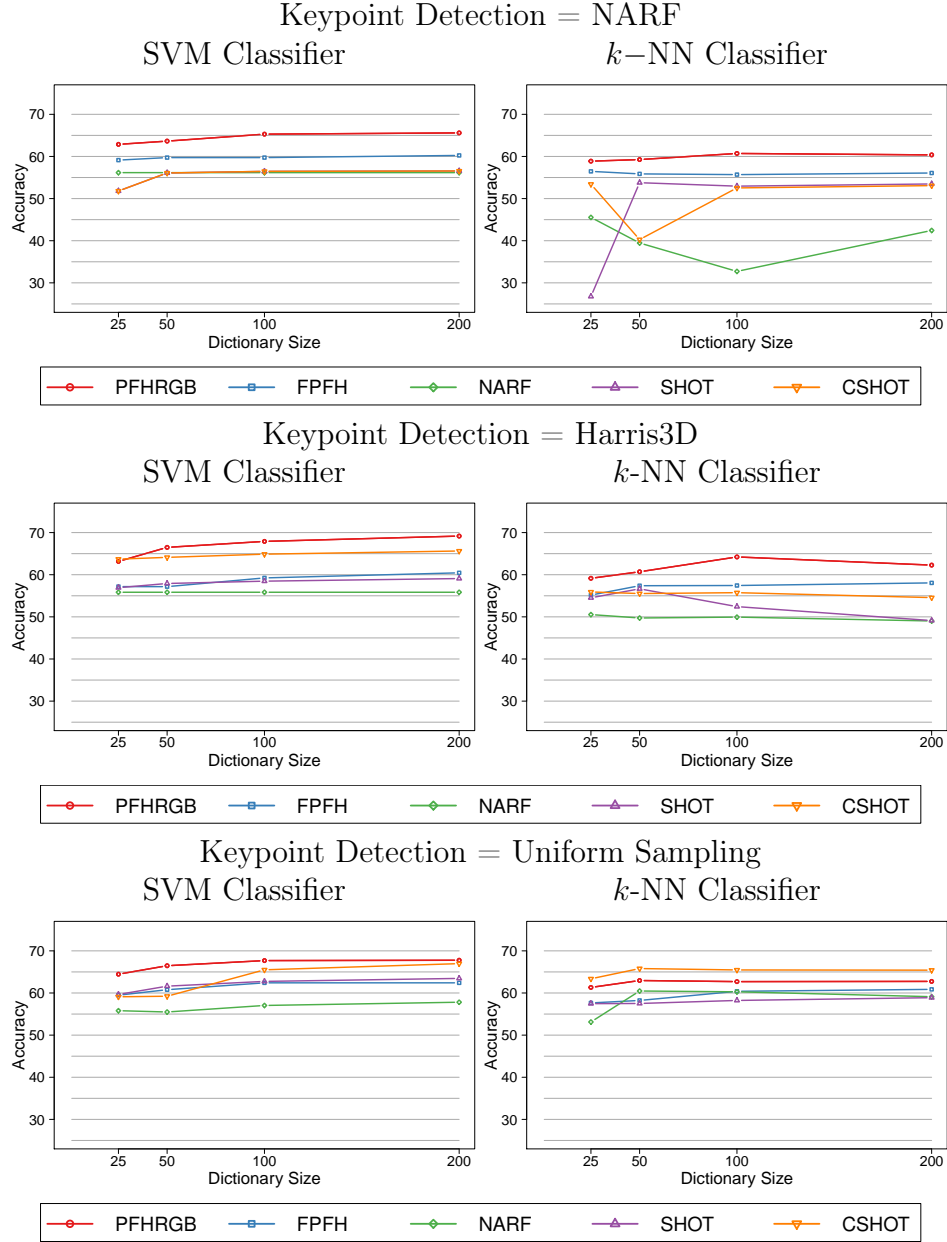 Keypoint Detection = NARF
SVM Classifier
k−NN Classifier
70
60
50
40
30
Accuracy
25 50 100 200
Dictionary Size
70
60
50
40
30
Accuracy
25 50 100 200
Dictionary Size
PFHRGB FPFH NARF SHOT CSHOT
Keypoint Detection = Harris3D
SVM Classifier
k-NN Classifier
70
60
50
40
30
Accuracy
25 50 100 200
Dictionary Size
70
60
50
40
30
Accuracy
25 50 100 200
Dictionary Size
PFHRGB FPFH NARF SHOT CSHOT
Keypoint Detection = Uniform Sampling
SVM Classifier
k-NN Classifier
70
60
50
40
30
Accuracy
25 50 100 200
Dictionary Size
70
60
50
40
30
Accuracy
25 50 100 200
Dictionary Size
PFHRGB FPFH NARF SHOT CSHOT